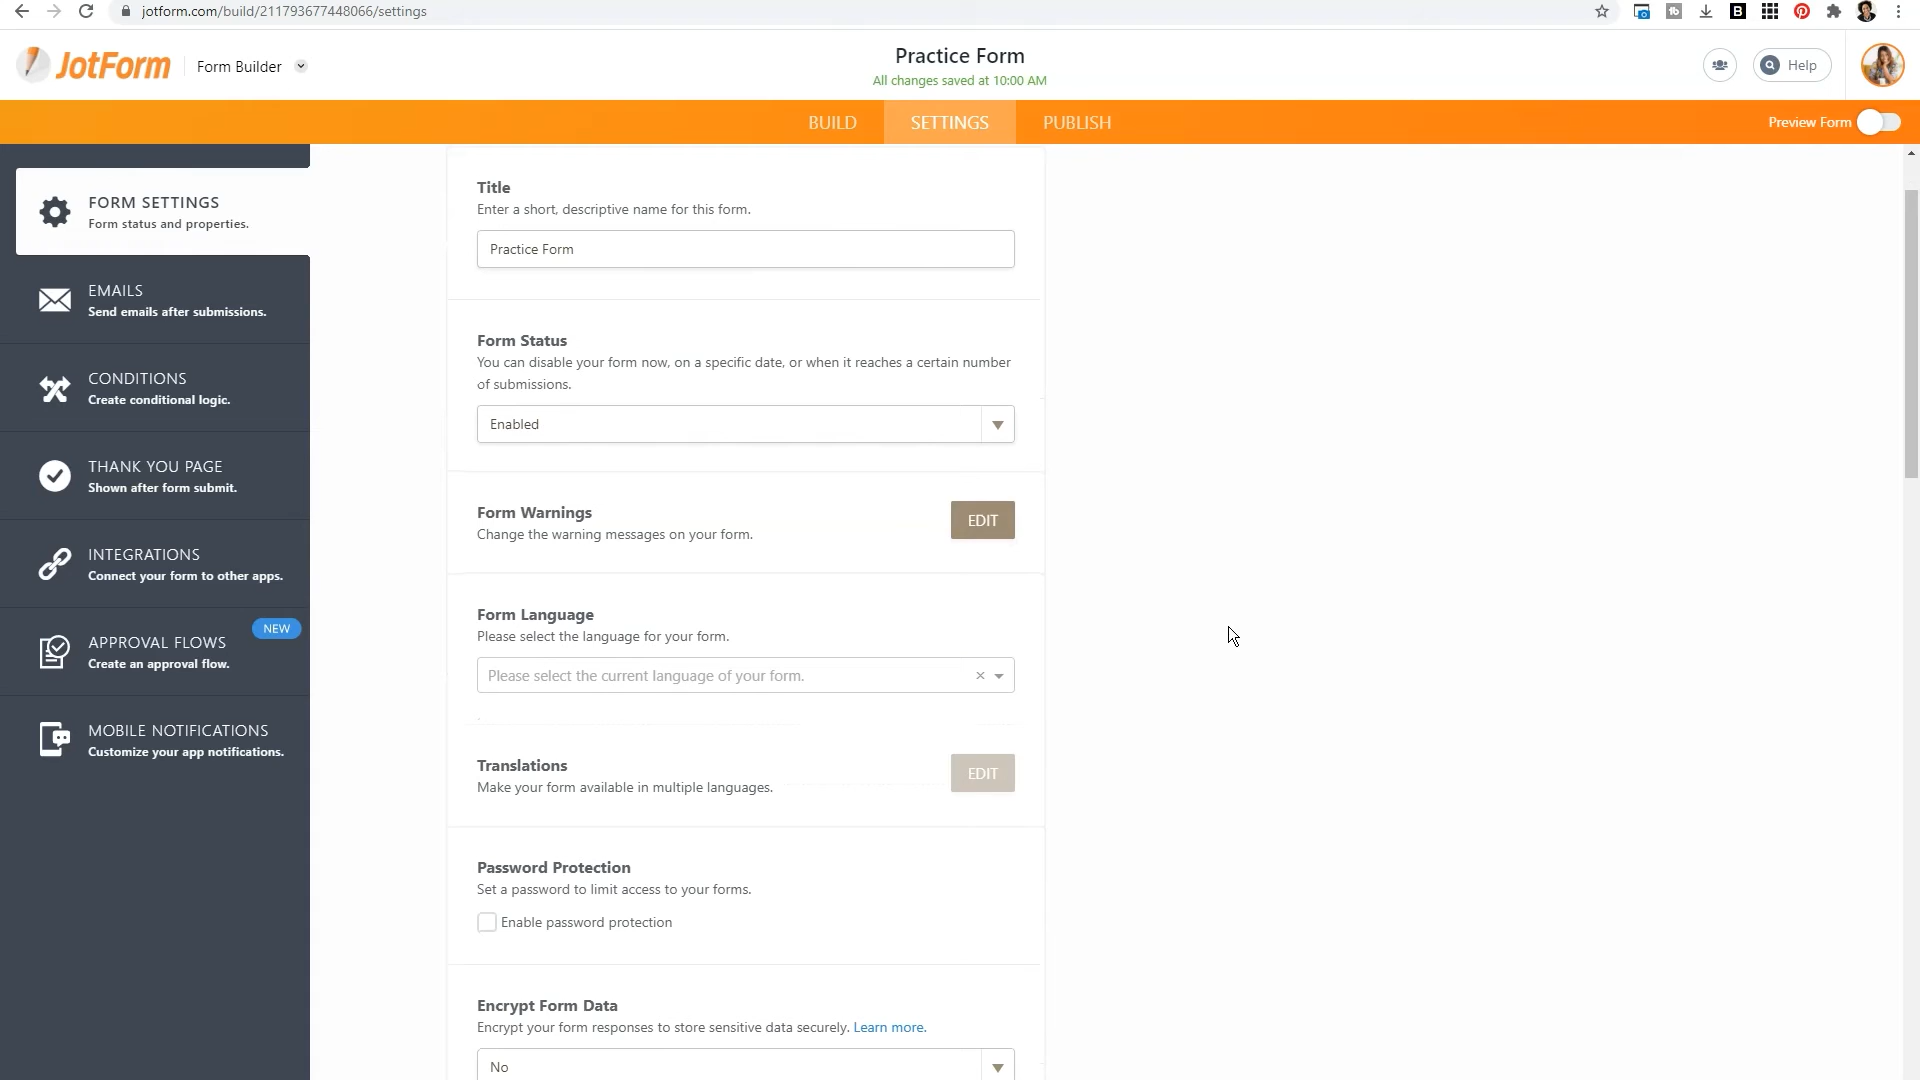 jotform.com/build/211793677448066/settings
JotForm
Form Builder
Practice Form
All changes saved at 10:00 AM
Help
BUILD
SETTINGS
PUBLISH
Preview Form
FORM SETTINGS
Form status and properties.
EMAILS
Send emails after submissions.
CONDITIONS
Create conditional logic.
THANK YOU PAGE
Shown after form submit.
INTEGRATIONS
Connect your form to other apps.
NEW
APPROVAL FLOWS
Create an approval flow.
MOBILE NOTIFICATIONS
Customize your app notifications.
Title
Enter a short, descriptive name for this form.
Practice Form
Form Status
You can disable your form now, on a specific date, or when it reaches a certain number
of submissions.
Enabled
Form Warnings
Change the warning messages on your form.
EDIT
Form Language
Please select the language for your form.
Please select the current language of your form.
Translations
Make your form available in multiple languages.
EDIT
Password Protection
Set a password to limit access to your forms.
Enable password protection
Encrypt Form Data
Encrypt your form responses to store sensitive data securely. Learn more.
No